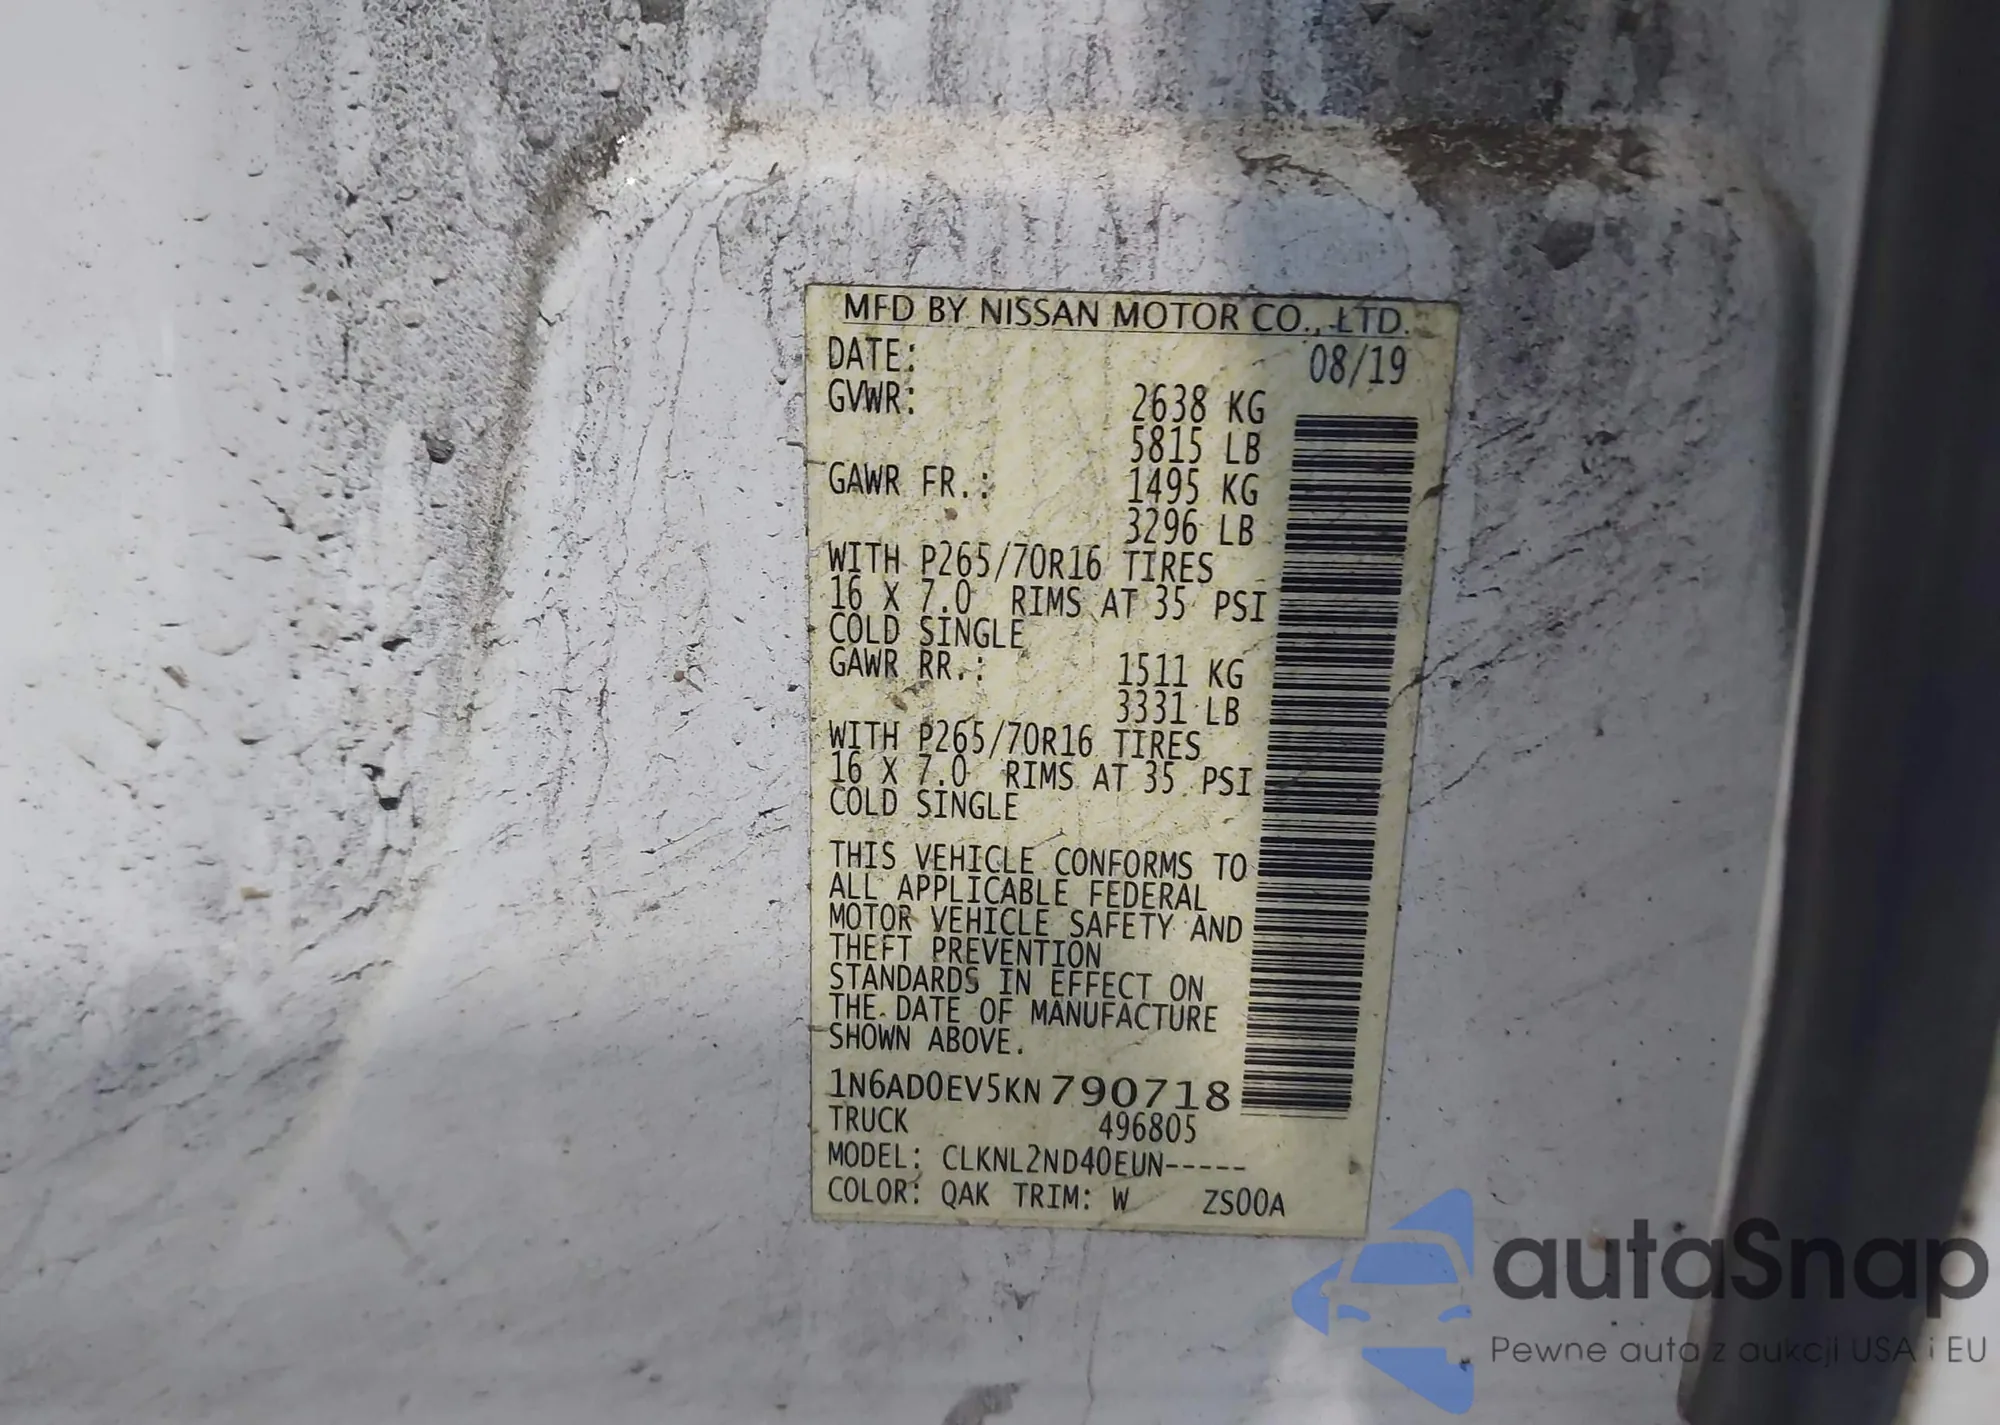 MFD BY NISSAN MOTOR CO., LTD.
DATE: 08/19
GVWR: 2638 KG
5815 LB
GAWR FR.: 1495 KG
3296 LB
WITH P265/70R16 TIRES
16 X 7.0 RIMS AT 35 PSI
COLD SINGLE
GAWR RR.: 1511 KG
3331 LB
WITH P265/70R16 TIRES
16 X 7.0 RIMS AT 35 PSI
COLD SINGLE
THIS VEHICLE CONFORMS TO
ALL APPLICABLE FEDERAL
MOTOR VEHICLE SAFETY AND
THEFT PREVENTION
STANDARDS IN EFFECT ON
THE DATE OF MANUFACTURE
SHOWN ABOVE.
1N6AD0EV5KN790718
TRUCK 496805
MODEL: CLKNL2ND40EUN-----
COLOR: QAK TRIM: W ZS00A
autaSnap
Pewne auta z aukcji USA i EU